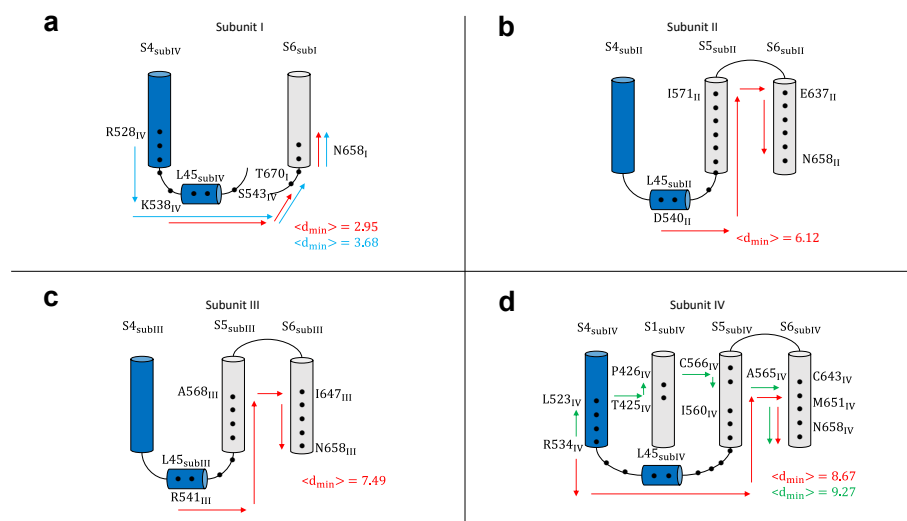 a
Subunit I
S4subIV
S6subI
R528IV
N658I
L45subIV
T670I
S543IV
K538IV
<dmin> = 2.95
<dmin> = 3.68
b
Subunit II
S4subII
S5subII
S6subII
I571II
E637II
N658II
L45subII
D540II
<dmin> = 6.12
c
Subunit III
S4subIII
S5subIII
S6subIII
A568III
I647III
N658III
L45subIII
R541III
<dmin> = 7.49
d
Subunit IV
S4subIV
S1subIV
S5subIV
S6subIV
P426IV
C566IV
A565IV
C643IV
L523IV
T425IV
I560IV
M651IV
N658IV
R534IV
L45subIV
<dmin> = 8.67
<dmin> = 9.27